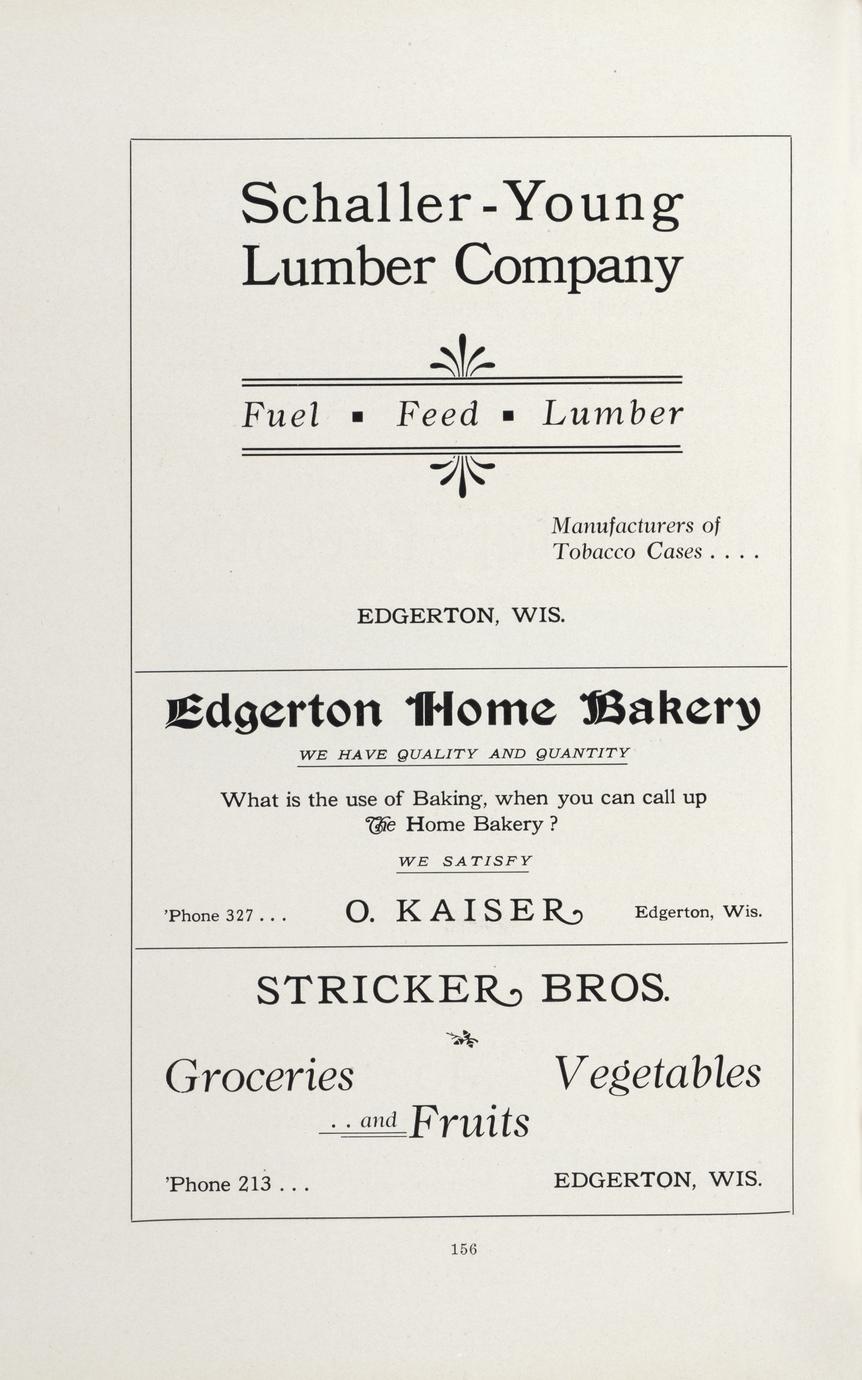 Schaller-Young
Lumber Company
Fuel ▪ Feed ▪ Lumber
Manufacturers of
Tobacco Cases . . . .
EDGERTON, WIS.
Edgerton Home Bakery
WE HAVE QUALITY AND QUANTITY
What is the use of Baking, when you can call up
The Home Bakery ?
WE SATISFY
'Phone 327 . . . O. KAISER Edgerton, Wis.
STRICKER BROS.
Groceries Vegetables
. . and Fruits
'Phone 213 . . . EDGERTON, WIS.
156